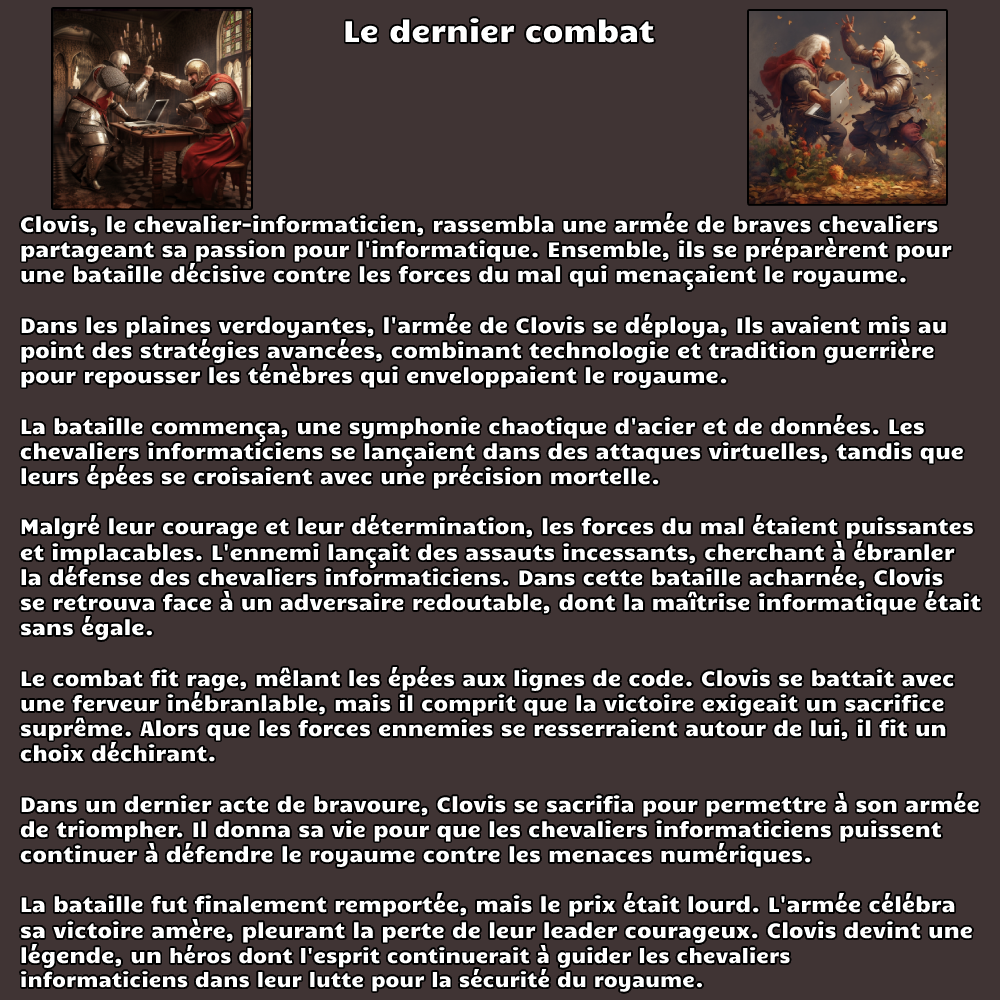 Le dernier combat
Clovis, le chevalier-informaticien, rassembla une armée de braves chevaliers
partageant sa passion pour l'informatique. Ensemble, ils se préparèrent pour
une bataille décisive contre les forces du mal qui menaçaient le royaume.
Dans les plaines verdoyantes, l'armée de Clovis se déploya, Ils avaient mis au
point des stratégies avancées, combinant technologie et tradition guerrière
pour repousser les ténèbres qui enveloppaient le royaume.
La bataille commença, une symphonie chaotique d'acier et de données. Les
chevaliers informaticiens se lançaient dans des attaques virtuelles, tandis que
leurs épées se croisaient avec une précision mortelle.
Malgré leur courage et leur détermination, les forces du mal étaient puissantes
et implacables. L'ennemi lançait des assauts incessants, cherchant à ébranler
la défense des chevaliers informaticiens. Dans cette bataille acharnée, Clovis
se retrouva face à un adversaire redoutable, dont la maîtrise informatique était
sans égale.
Le combat fit rage, mêlant les épées aux lignes de code. Clovis se battait avec
une ferveur inébranlable, mais il comprit que la victoire exigeait un sacrifice
suprême. Alors que les forces ennemies se resserraient autour de lui, il fit un
choix déchirant.
Dans un dernier acte de bravoure, Clovis se sacrifia pour permettre à son armée
de triompher. Il donna sa vie pour que les chevaliers informaticiens puissent
continuer à défendre le royaume contre les menaces numériques.
La bataille fut finalement remportée, mais le prix était lourd. L'armée célébra
sa victoire amère, pleurant la perte de leur leader courageux. Clovis devint une
légende, un héros dont l'esprit continuerait à guider les chevaliers
informaticiens dans leur lutte pour la sécurité du royaume.